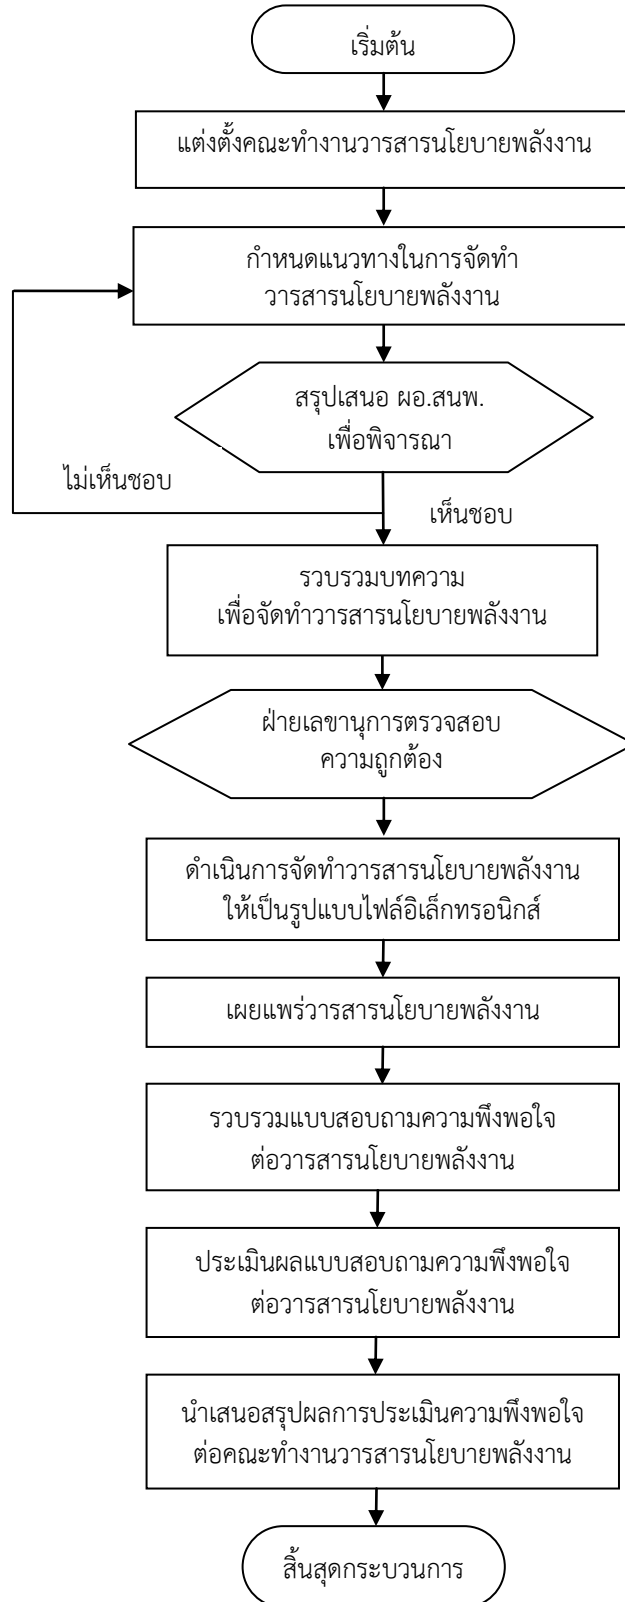 เริ่มต้น
แต่งตั้งคณะทำงานวารสารนโยบายพลังงาน
กำหนดแนวทางในการจัดทำ
วารสารนโยบายพลังงาน
สรุปเสนอ ผอ.สนพ.
เพื่อพิจารณา
ไม่เห็นชอบ
เห็นชอบ
รวบรวมบทความ
เพื่อจัดทำวารสารนโยบายพลังงาน
ฝ่ายเลขานุการตรวจสอบ
ความถูกต้อง
ดำเนินการจัดทำวารสารนโยบายพลังงาน
ให้เป็นรูปแบบไฟล์อิเล็กทรอนิกส์
เผยแพร่วารสารนโยบายพลังงาน
รวบรวมแบบสอบถามความพึงพอใจ
ต่อวารสารนโยบายพลังงาน
ประเมินผลแบบสอบถามความพึงพอใจ
ต่อวารสารนโยบายพลังงาน
นำเสนอสรุปผลการประเมินความพึงพอใจ
ต่อคณะทำงานวารสารนโยบายพลังงาน
สิ้นสุดกระบวนการ